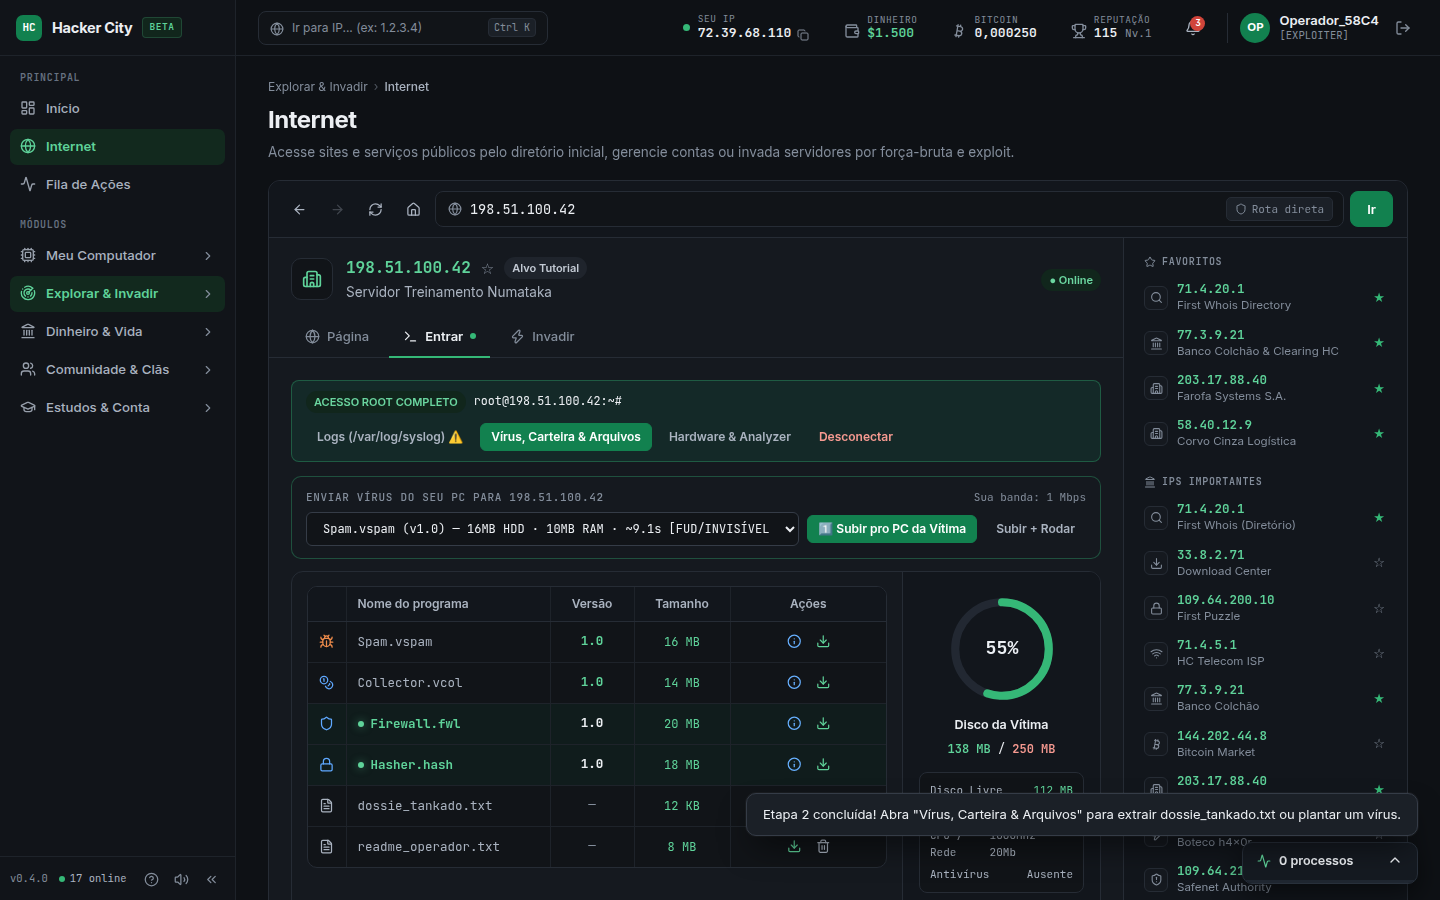 HC Hacker City BETA
Ir para IP... (ex: 1.2.3.4) Ctrl K
SEU IP
72.39.68.110
DINHEIRO
$1.500
BITCOIN
0,000250
REPUTAÇÃO
115 Nv.1
3
OP
Operador_58C4
[EXPLOITER]
PRINCIPAL
Início
Internet
Fila de Ações
MÓDULOS
Meu Computador
Explorar & Invadir
Dinheiro & Vida
Comunidade & Clãs
Estudos & Conta
v0.4.0 17 online
Explorar & Invadir › Internet
Internet
Acesse sites e serviços públicos pelo diretório inicial, gerencie contas ou invada servidores por força-bruta e exploit.
198.51.100.42 Rota direta Ir
198.51.100.42 ☆ Alvo Tutorial
Servidor Treinamento Numataka
Online
Página
Entrar
Invadir
ACESSO ROOT COMPLETO root@198.51.100.42:~#
Logs (/var/log/syslog) ⚠️ Vírus, Carteira & Arquivos Hardware & Analyzer Desconectar
ENVIAR VÍRUS DO SEU PC PARA 198.51.100.42 Sua banda: 1 Mbps
Spam.vspam (v1.0) — 16MB HDD · 10MB RAM · ~9.1s [FUD/INVISÍVEL 1️⃣ Subir pro PC da Vítima Subir + Rodar
Nome do programa Versão Tamanho Ações
Spam.vspam 1.0 16 MB
Collector.vcol 1.0 14 MB
Firewall.fwl 1.0 20 MB
Hasher.hash 1.0 18 MB
dossie_tankado.txt — 12 KB
readme_operador.txt — 8 MB
55%
Disco da Vítima
138 MB / 250 MB
Disco Livre 112 MB
Rede 20Mb
Antivirus Ausente
FAVORITOS
71.4.20.1
First Whois Directory
77.3.9.21
Banco Colchão & Clearing HC
203.17.88.40
Farofa Systems S.A.
58.40.12.9
Corvo Cinza Logística
IPS IMPORTANTES
71.4.20.1
First Whois (Diretório)
33.8.2.71
Download Center
109.64.200.10
First Puzzle
71.4.5.1
HC Telecom ISP
77.3.9.21
Banco Colchão
144.202.44.8
Bitcoin Market
203.17.88.40
Etapa 2 concluída! Abra "Vírus, Carteira & Arquivos" para extrair dossie_tankado.txt ou plantar um vírus.
Boteco h4x0r
109.64.21
Safenet Authority
0 processos